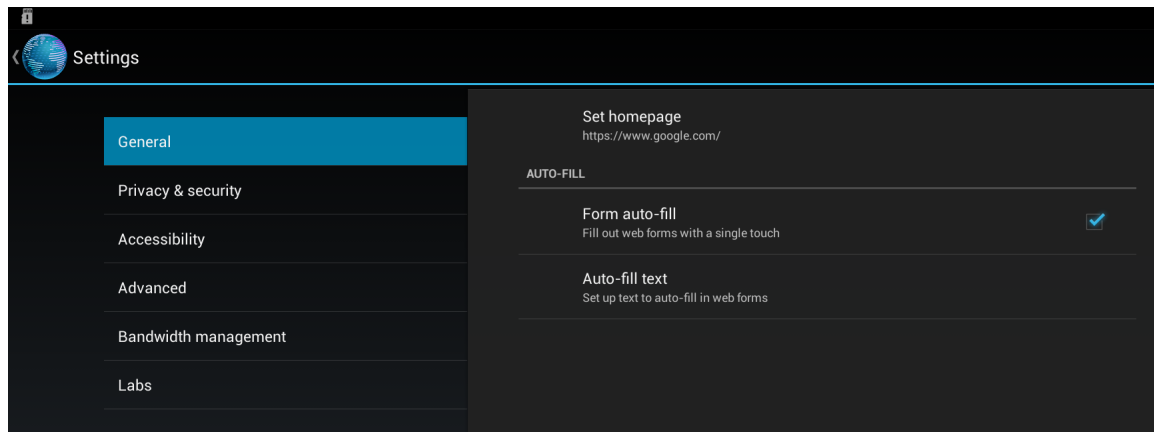 Settings
General
Privacy & security
Accessibility
Advanced
Bandwidth management
Labs
Set homepage
https://www.google.com/
AUTO-FILL
Form auto-fill
Fill out web forms with a single touch
Auto-fill text
Set up text to auto-fill in web forms